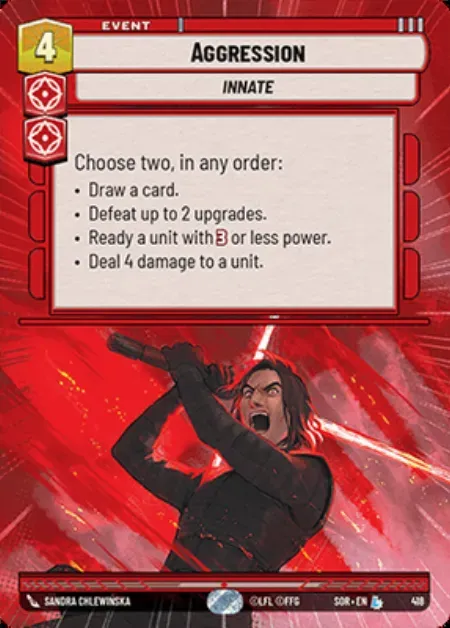 EVENT
4
AGGRESSION
INNATE
Choose two, in any order:
• Draw a card.
• Defeat up to 2 upgrades.
• Ready a unit with 3 or less power.
• Deal 4 damage to a unit.
SANDRA CHLEWIŃSKA
©LFL ©FFG
SOR • EN
418